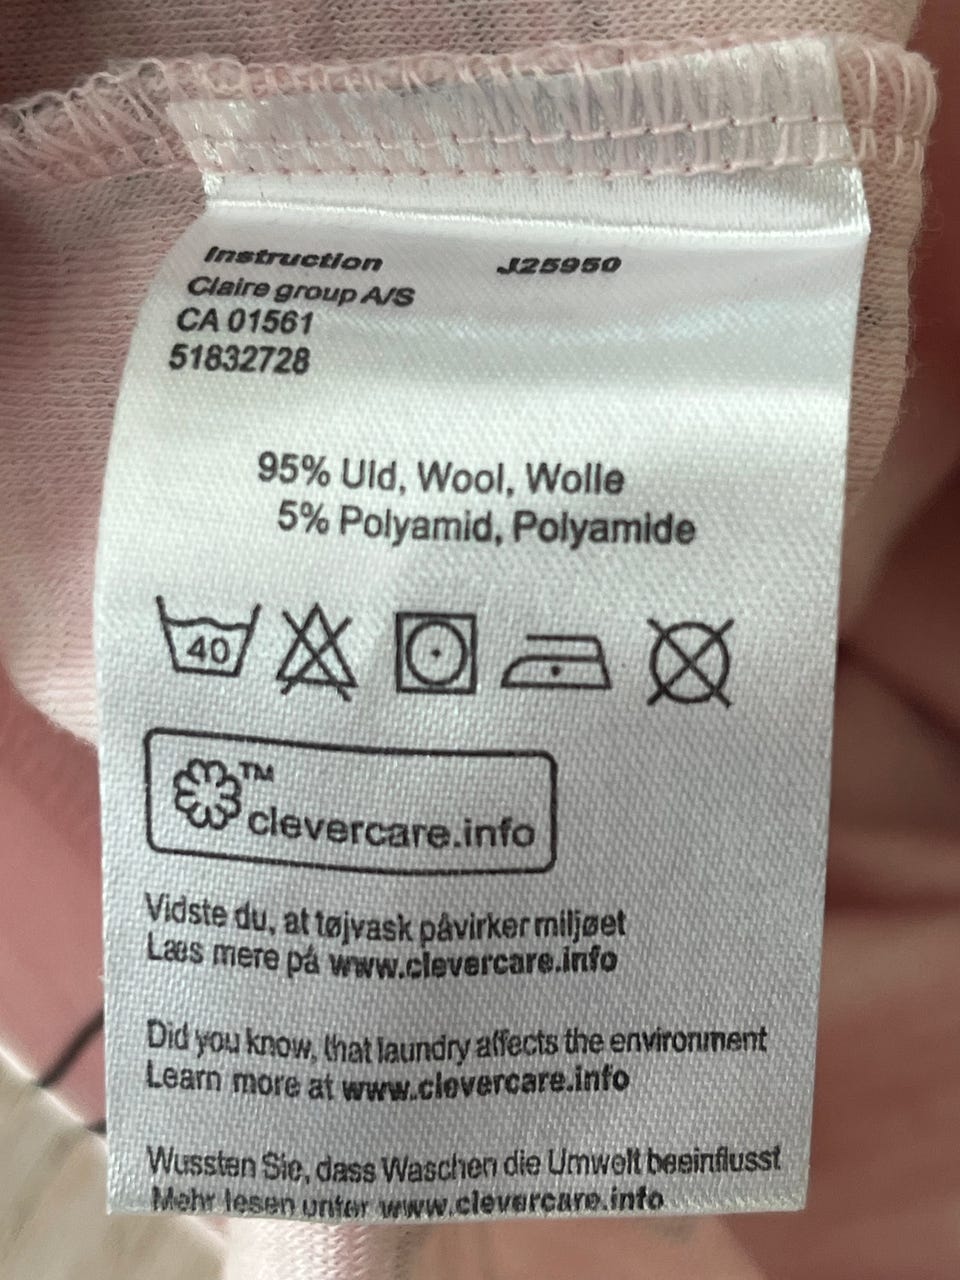 Instruction J25950
Claire group A/S
CA 01561
51832728
95% Uld, Wool, Wolle
5% Polyamid, Polyamide
40
™
clevercare.info
Vidste du, at tøjvask påvirker miljøet
Læs mere på www.clevercare.info
Did you know, that laundry affects the environment
Learn more at www.clevercare.info
Wussten Sie, dass Waschen die Umwelt beeinflusst
Mehr lesen unter www.clevercare.info